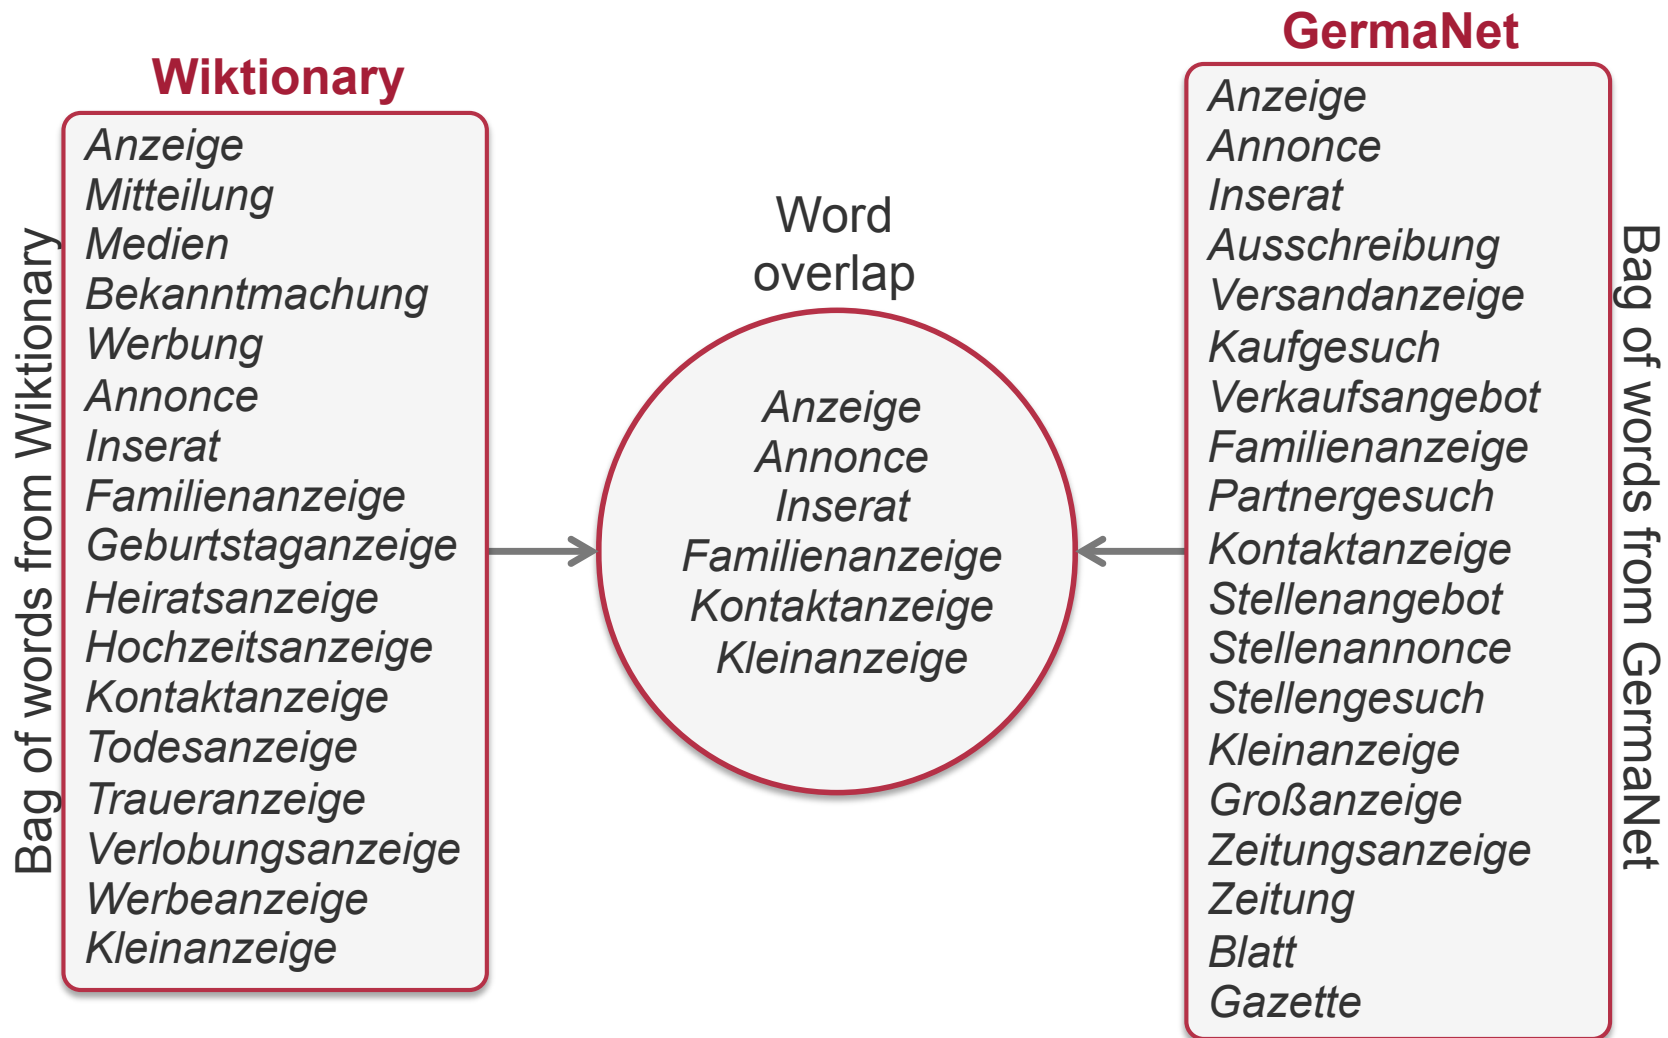 Wiktionary
Bag of words from Wiktionary
Anzeige
Mitteilung
Medien
Bekanntmachung
Werbung
Annonce
Inserat
Familienanzeige
Geburtstaganzeige
Heiratsanzeige
Hochzeitsanzeige
Kontaktanzeige
Todesanzeige
Traueranzeige
Verlobungsanzeige
Werbeanzeige
Kleinanzeige
Word
overlap
Anzeige
Annonce
Inserat
Familienanzeige
Kontaktanzeige
Kleinanzeige
GermaNet
Anzeige
Annonce
Inserat
Ausschreibung
Versandanzeige
Kaufgesuch
Verkaufsangebot
Familienanzeige
Partnergesuch
Kontaktanzeige
Stellenangebot
Stellenannonce
Stellengesuch
Kleinanzeige
Großanzeige
Zeitungsanzeige
Zeitung
Blatt
Gazette
Bag of words from GermaNet